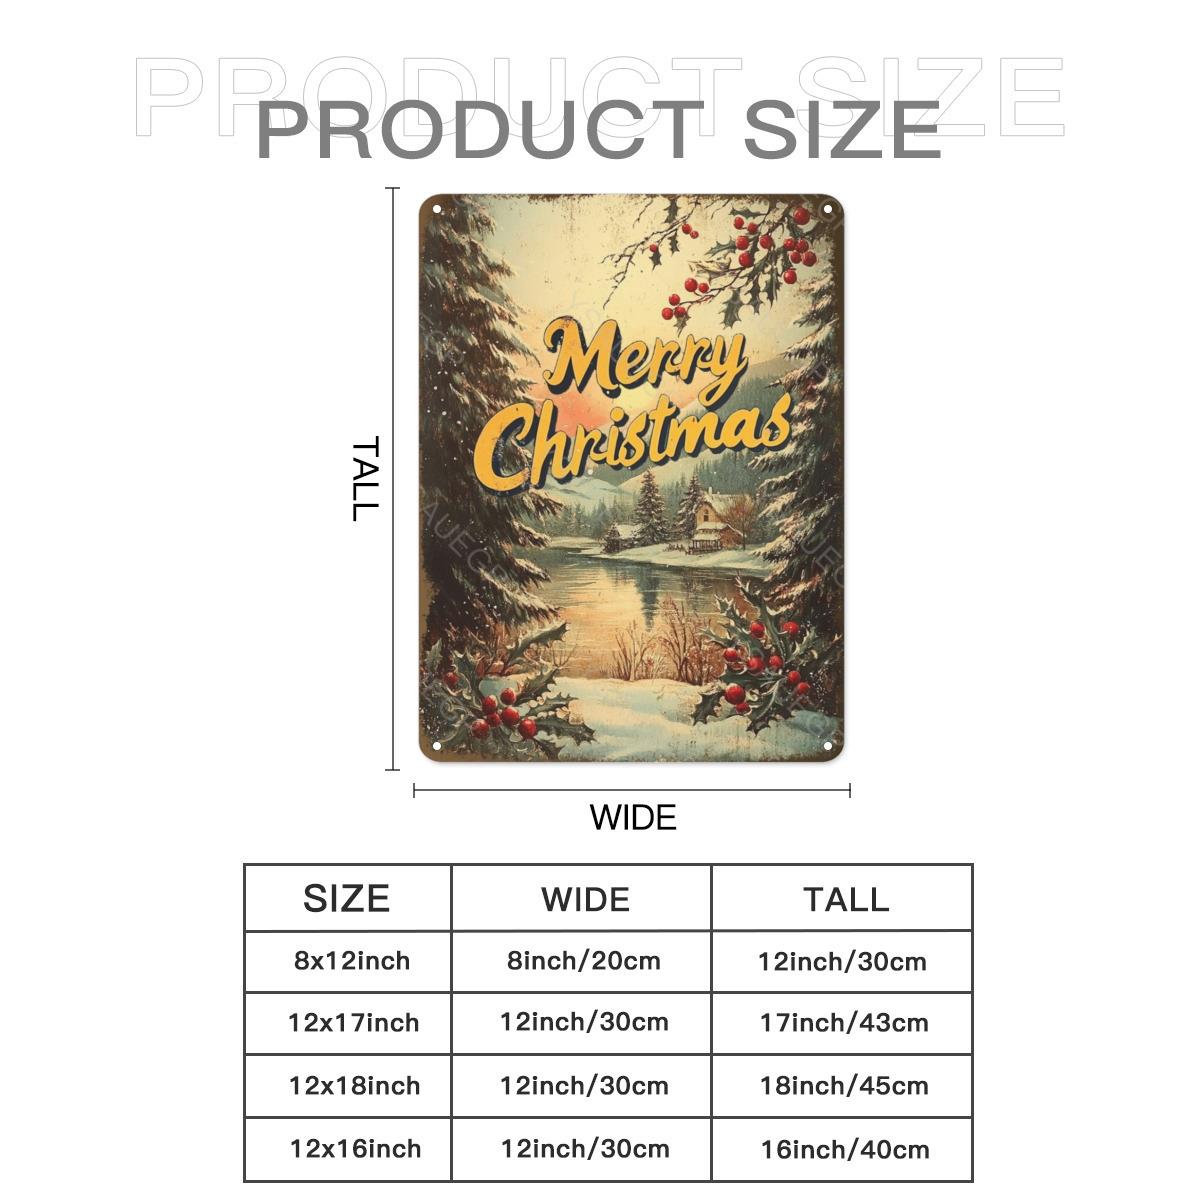 PRODUCT SIZE
PRODUCT SIZE
TALL
Merry
Christmas
WIDE
SIZE WIDE TALL
8x12inch 8inch/20cm 12inch/30cm
12x17inch 12inch/30cm 17inch/43cm
12x18inch 12inch/30cm 18inch/45cm
12x16inch 12inch/30cm 16inch/40cm